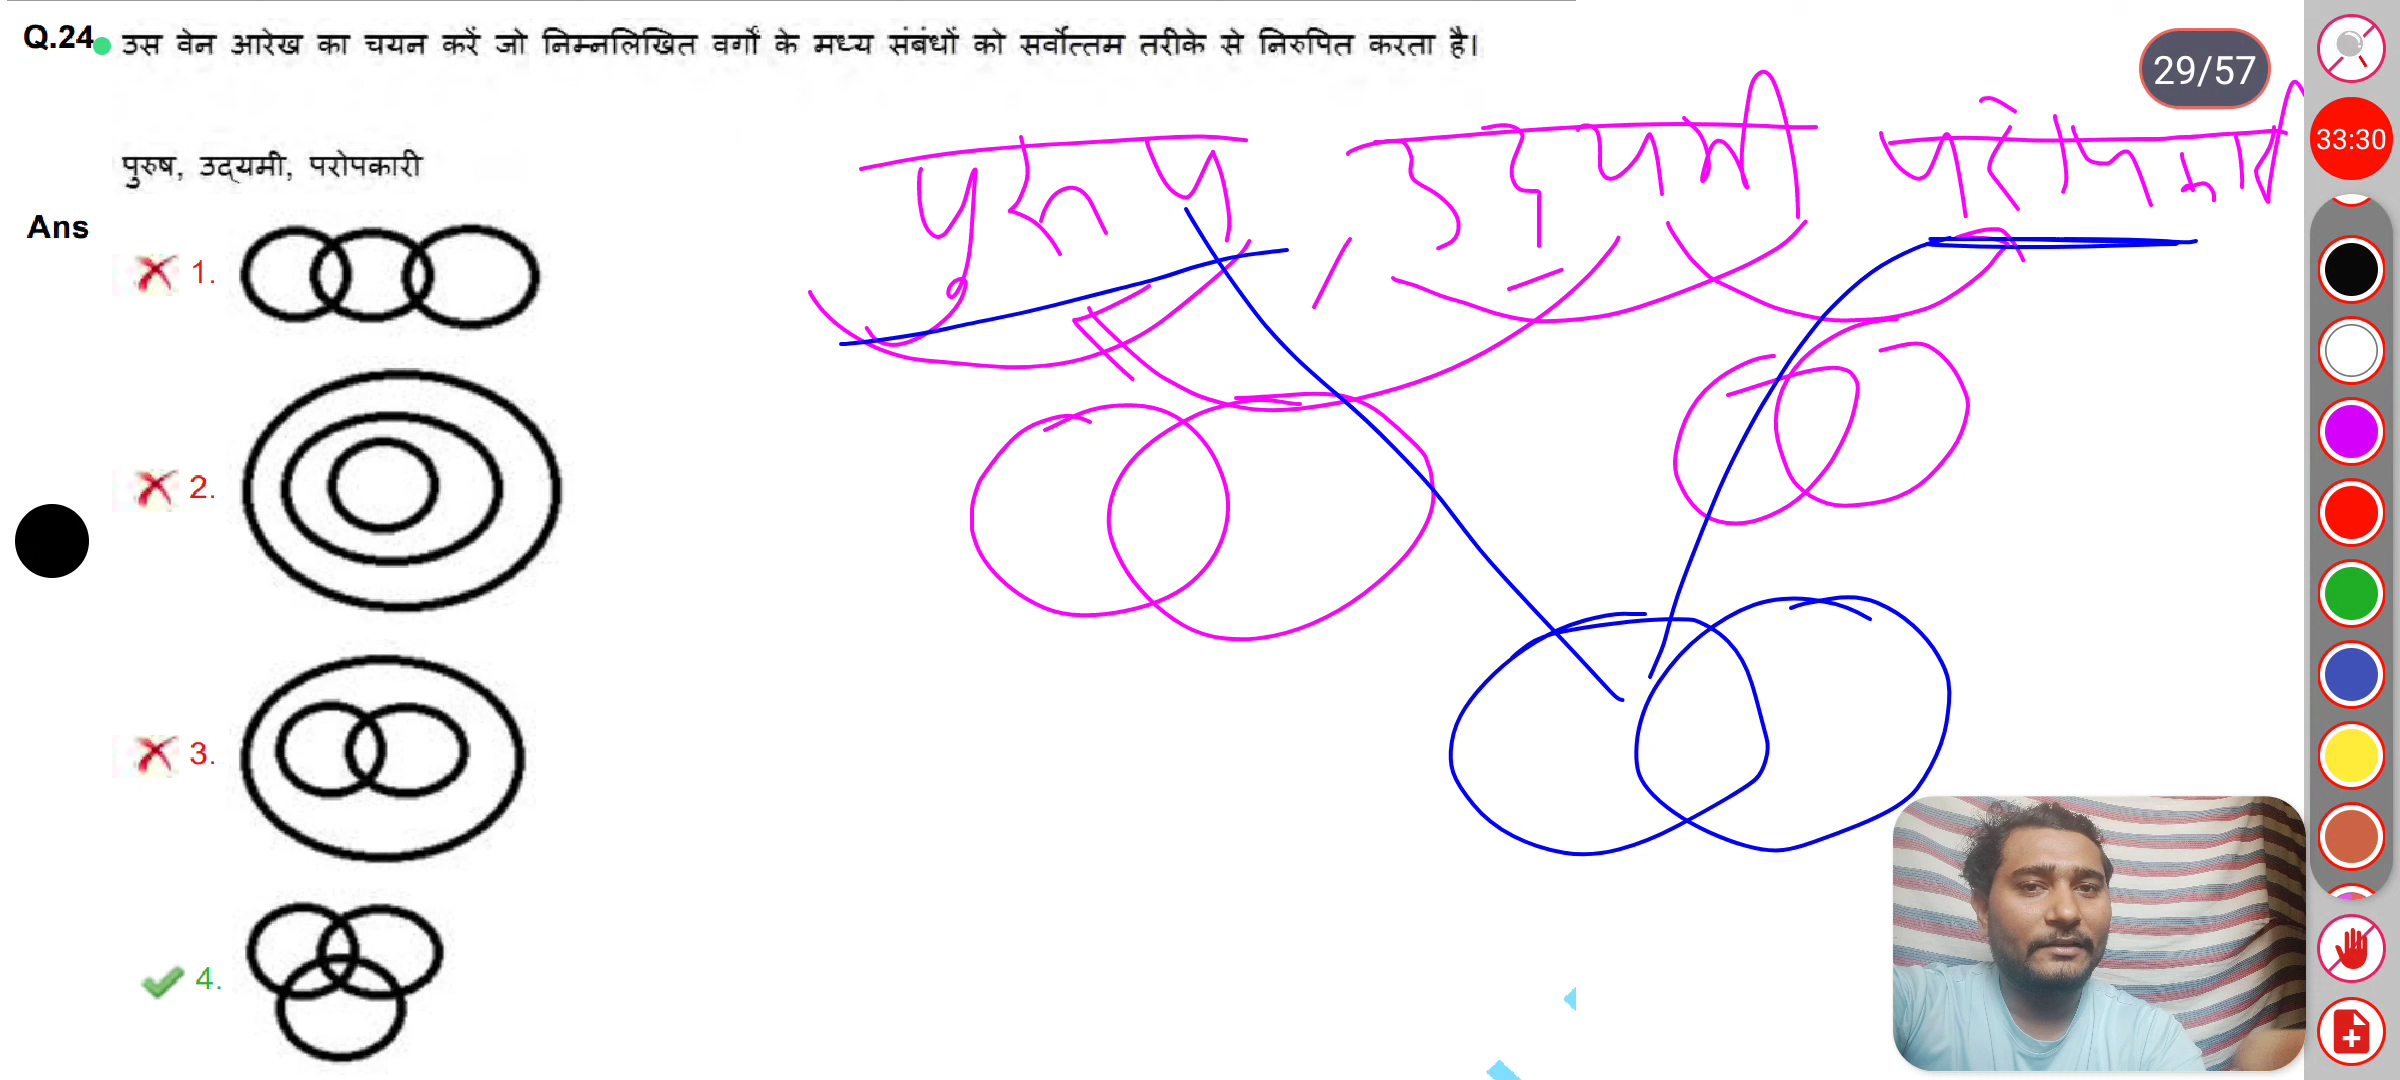 Q.24 उस वेन आरेख का चयन करें जो निम्नलिखित वर्गों के मध्य संबंधों को सर्वोत्तम तरीके से निरुपित करता है।
29/57
33:30
पुरुष, उद्यमी, परोपकारी
पुरुष, उद्यमी परोपकारी
Ans
1.
2.
3.
4.